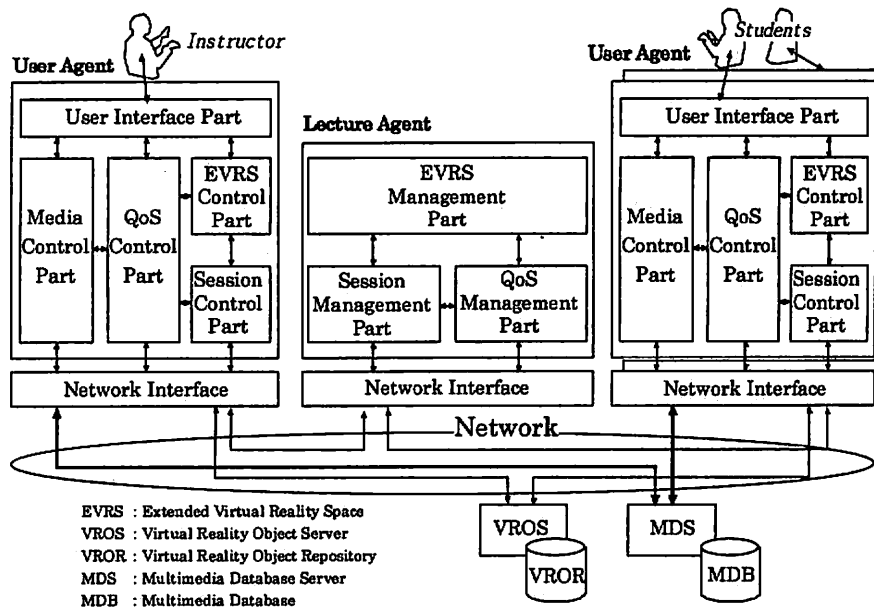 Instructor
Students
User Agent
User Agent
User Interface Part
Lecture Agent
User Interface Part
Media
Control
Part
QoS
Control
Part
EVRS
Control
Part
Session
Control
Part
EVRS
Management
Part
Session
Management
Part
QoS
Management
Part
Media
Control
Part
QoS
Control
Part
EVRS
Control
Part
Session
Control
Part
Network Interface
Network Interface
Network Interface
Network
EVRS : Extended Virtual Reality Space
VROS : Virtual Reality Object Server
VROR : Virtual Reality Object Repository
MDS : Multimedia Database Server
MDB : Multimedia Database
VROS
VROR
MDS
MDB